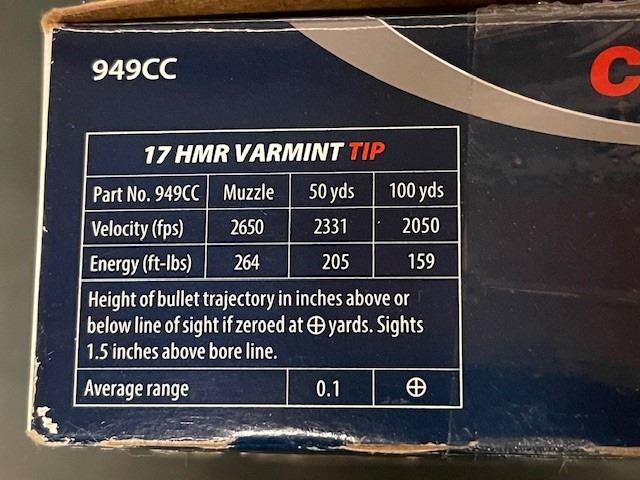 949CC
C
17 HMR VARMINT TIP
Part No. 949CC Muzzle 50 yds 100 yds
Velocity (fps) 2650 2331 2050
Energy (ft-lbs) 264 205 159
Height of bullet trajectory in inches above or
below line of sight if zeroed at ⊕ yards. Sights
1.5 inches above bore line.
Average range 0.1 ⊕